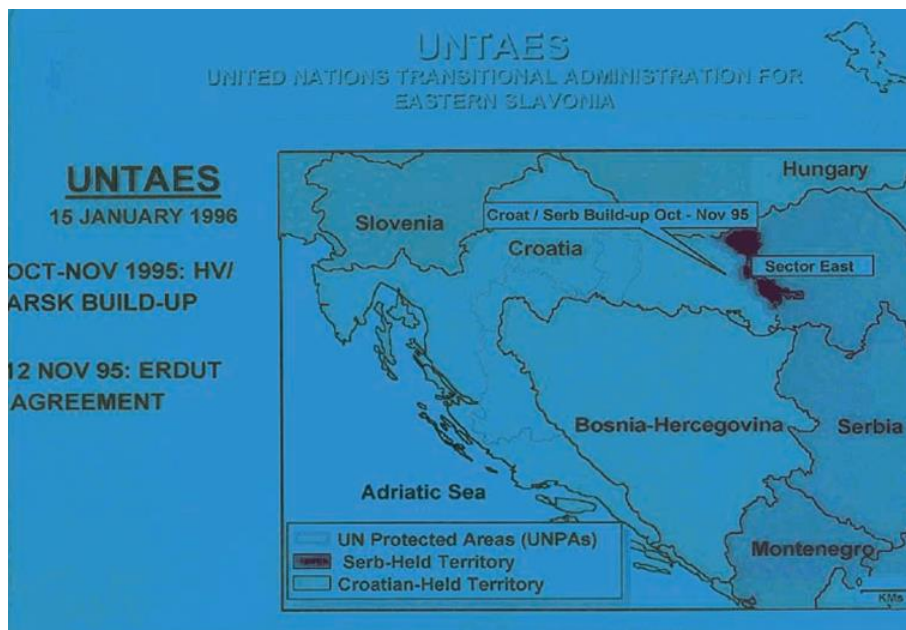 UNTAES
UNITED NATIONS TRANSITIONAL ADMINISTRATION FOR
EASTERN SLAVONIA
UNTAES
15 JANUARY 1996
OCT-NOV 1995: HV/
ARSK BUILD-UP
12 NOV 95: ERDUT
AGREEMENT
Hungary
Slovenia
Croat / Serb Build-up Oct - Nov 95
Croatia
Sector East
Bosnia-Hercegovina
Serbia
Adriatic Sea
Montenegro
UN Protected Areas (UNPAs)
Serb-Held Territory
Croatian-Held Territory
KMs